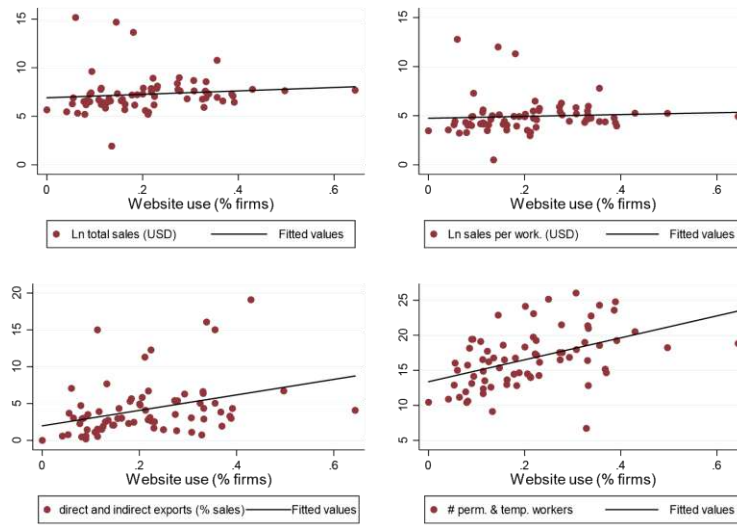 15
10
5
0
0 .2 .4 .6
Website use (% firms)
Ln total sales (USD) Fitted values
15
10
5
0
0 .2 .4 .6
Website use (% firms)
Ln sales per work. (USD) Fitted values
20
15
10
5
0
0 .2 .4 .6
Website use (% firms)
direct and indirect exports (% sales) Fitted values
25
20
15
10
5
0 .2 .4 .6
Website use (% firms)
# perm. & temp. workers Fitted values